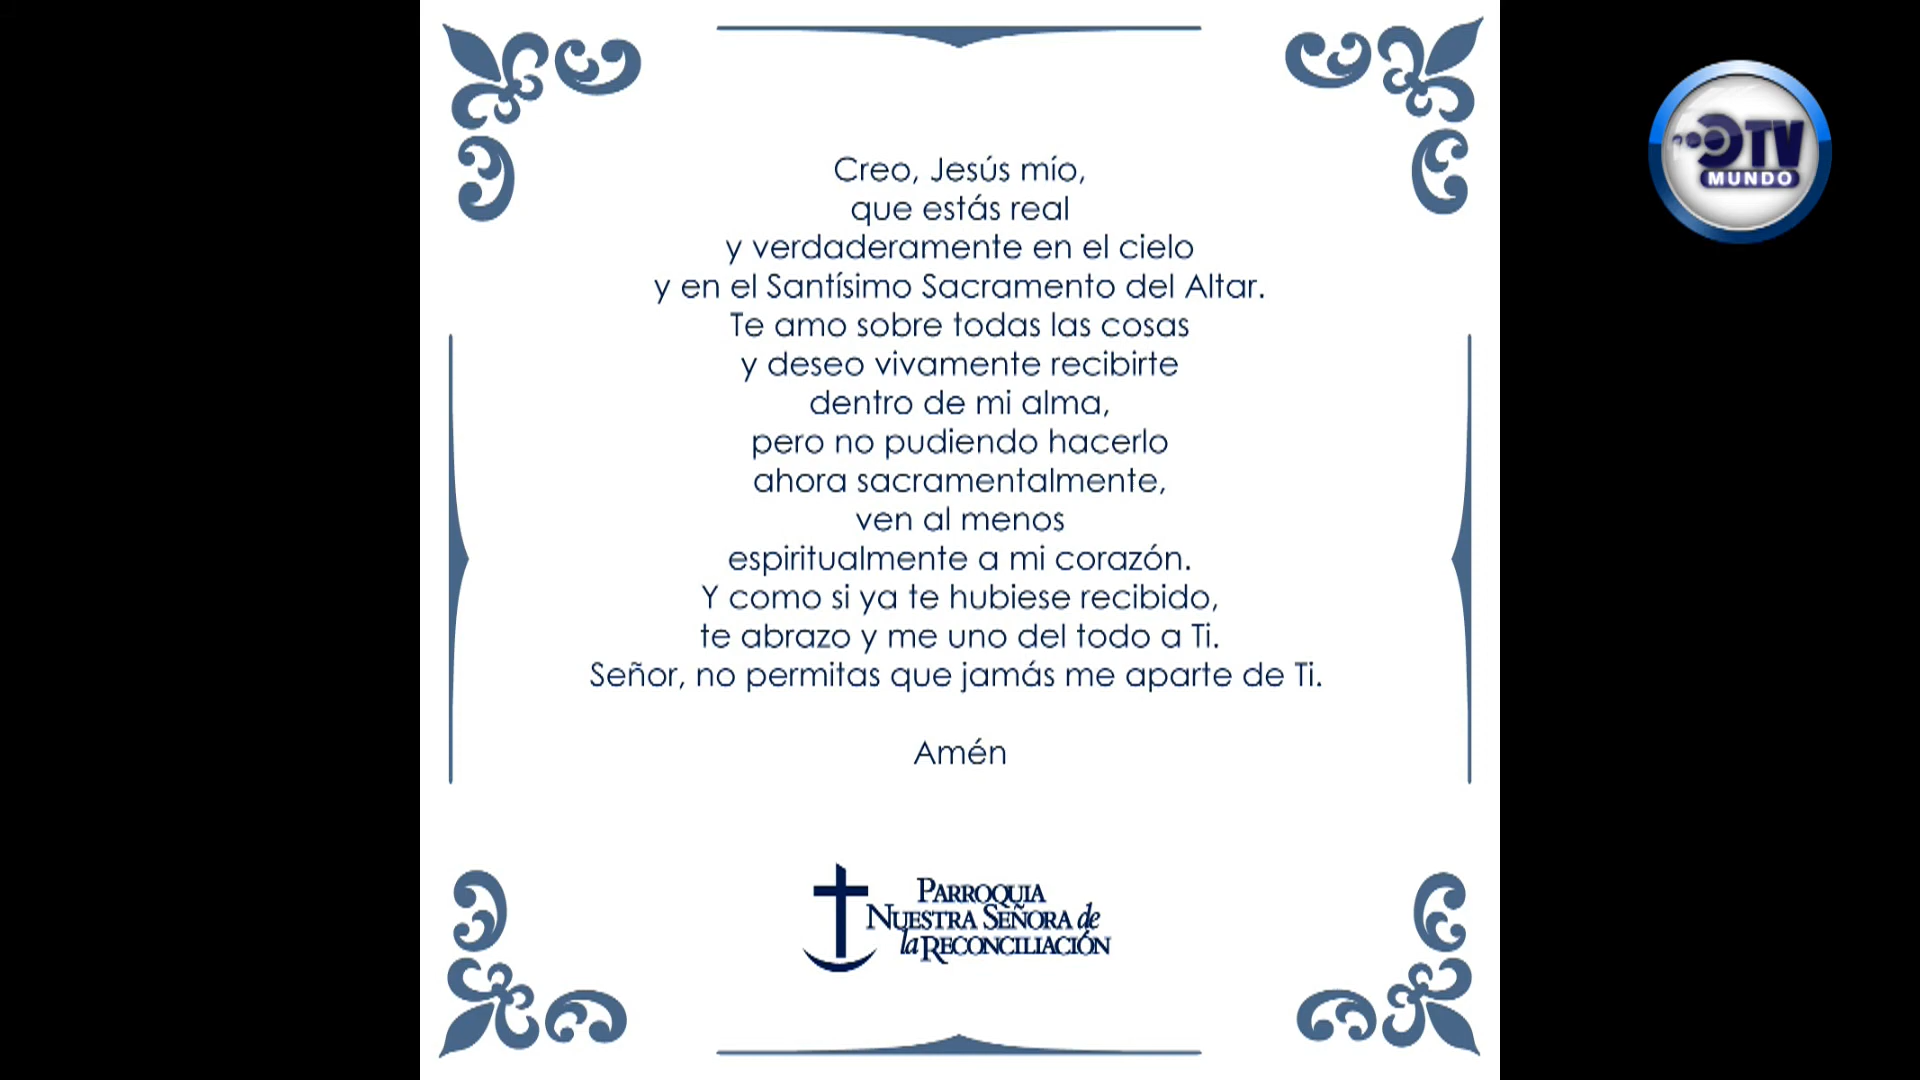 Creo, Jesús mío,
que estás real
y verdaderamente en el cielo
y en el Santísimo Sacramento del Altar.
Te amo sobre todas las cosas
y deseo vivamente recibirte
dentro de mi alma,
pero no pudiendo hacerlo
ahora sacramentalmente,
ven al menos
espiritualmente a mi corazón.
Y como si ya te hubiese recibido,
te abrazo y me uno del todo a Ti.
Señor, no permitas que jamás me aparte de Ti.
Amén
PARROQUIA
NUESTRA SEÑORA de
la RECONCILIACIÓN
TV
MUNDO